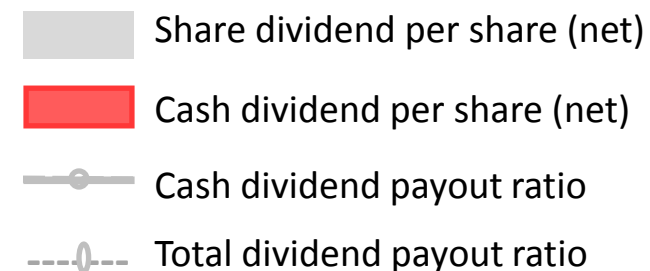 Share dividend per share (net)
Cash dividend per share (net)
Cash dividend payout ratio
Total dividend payout ratio